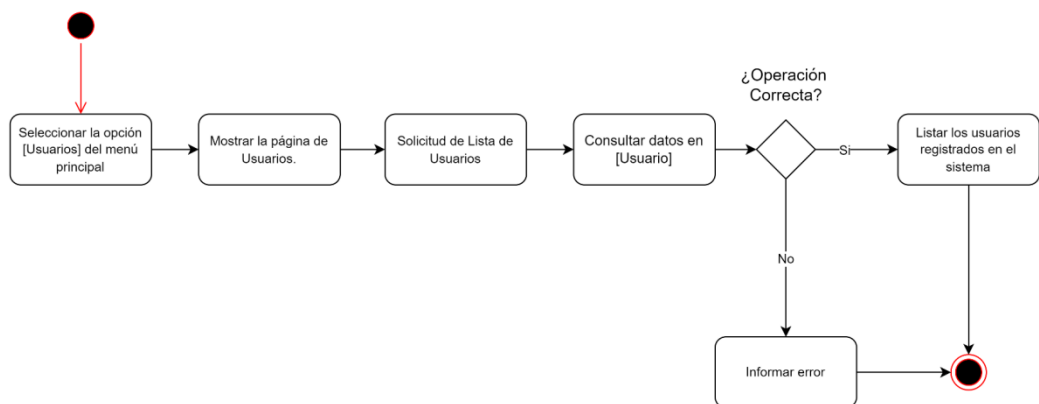 ¿Operación
Correcta?
Seleccionar la opción
[Usuarios] del menú
principal
Mostrar la página de
Usuarios.
Solicitud de Lista de
Usuarios
Consultar datos en
[Usuario]
Si
Listar los usuarios
registrados en el
sistema
No
Informar error